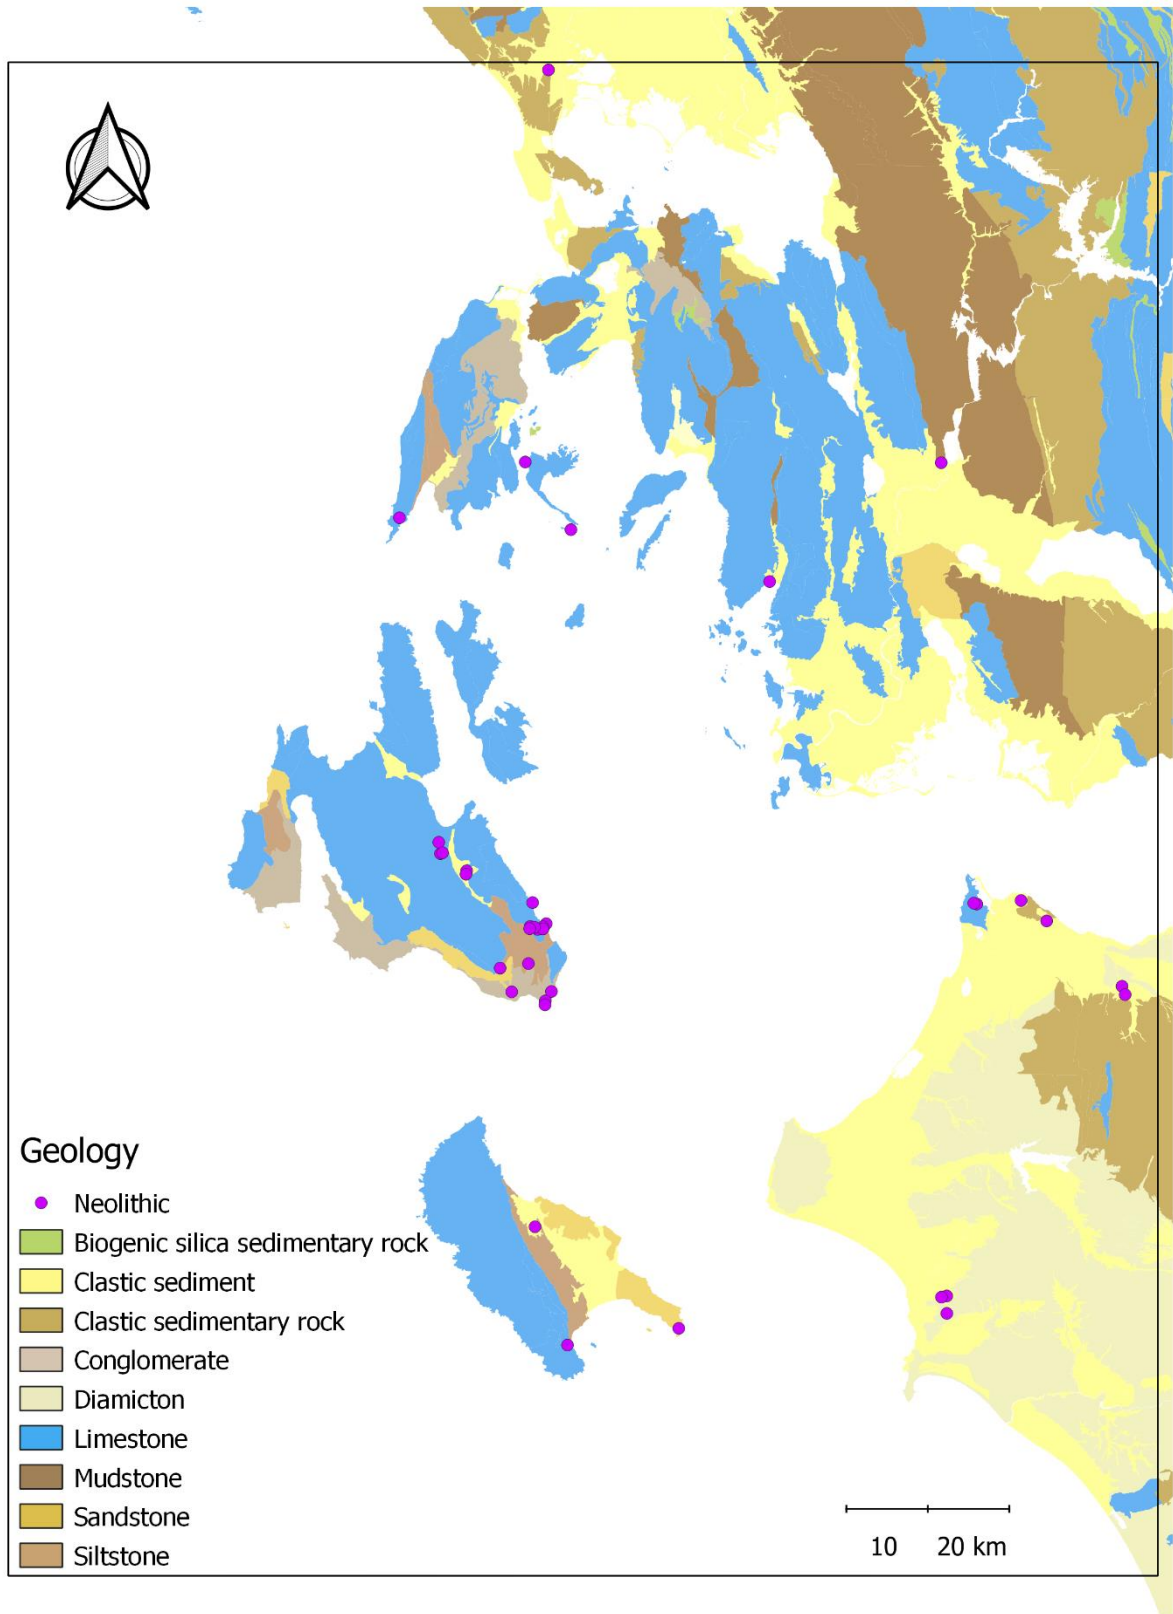 Geology
Neolithic
Biogenic silica sedimentary rock
Clastic sediment
Clastic sedimentary rock
Conglomerate
Diamicton
Limestone
Mudstone
Sandstone
Siltstone
10 20 km